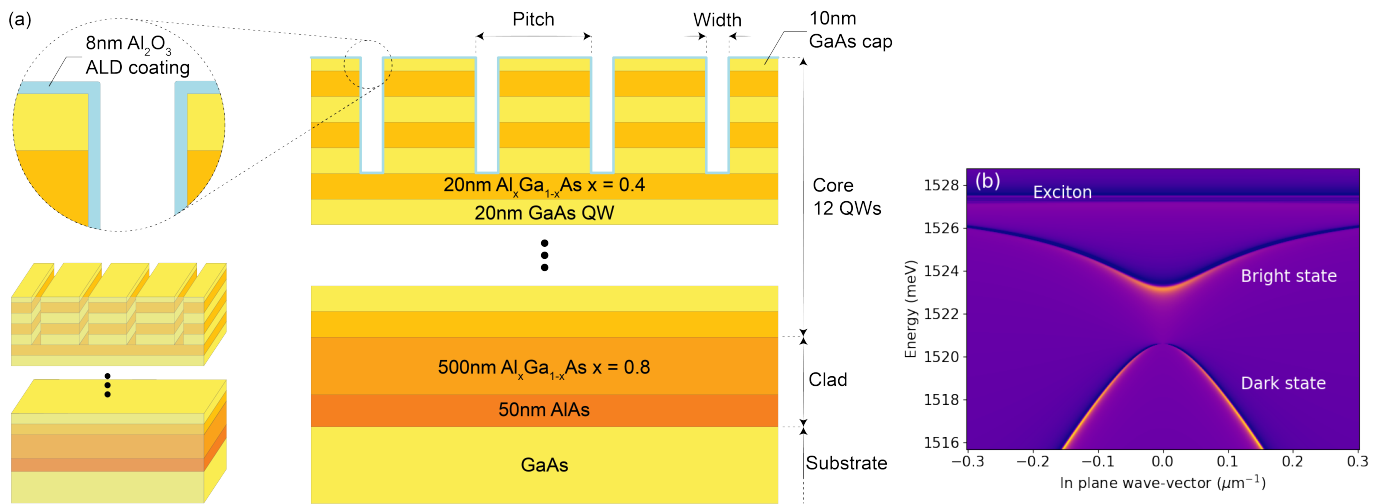 (a)
8nm Al₂O₃
ALD coating
Pitch
Width
10nm
GaAs cap
20nm AlₓGa₁₋ₓAs x = 0.4
20nm GaAs QW
Core
12 QWs
500nm AlₓGa₁₋ₓAs x = 0.8
50nm AlAs
Clad
GaAs
Substrate
(b)
Exciton
Bright state
Dark state
Energy (meV)
1528
1526
1524
1522
1520
1518
1516
−0.3 −0.2 −0.1 0.0 0.1 0.2 0.3
In plane wave-vector (μm⁻¹)